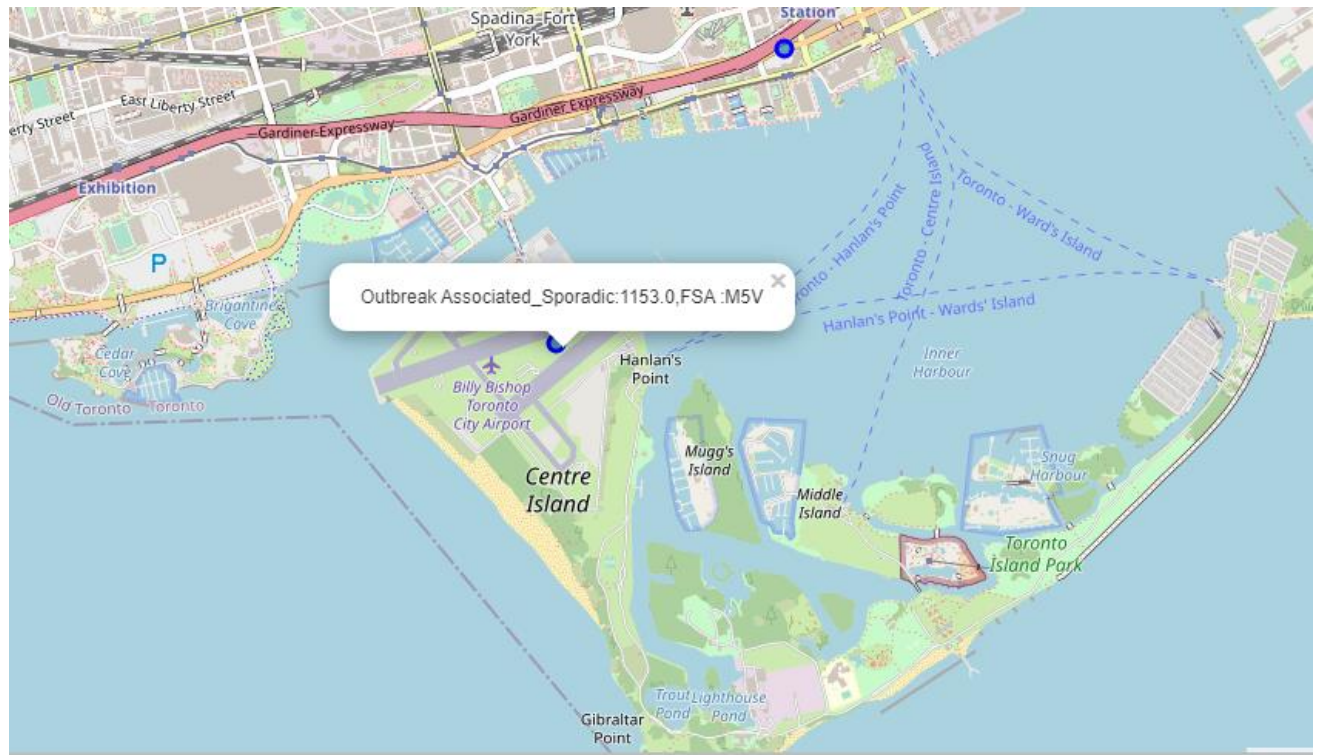 Spadina-Fort
York
Station
East Liberty Street
erty Street
Gardiner Expressway
Gardiner Expressway
Exhibition
P
Toronto - Hanlan's Point
Toronto - Centre Island
Toronto - Ward's Island
Outbreak Associated_Sporadic:1153.0,FSA :M5V
×
Hanlan's Point - Wards' Island
Brigantine
Cove
Cedar
Cove
Old Toronto
Toronto
Billy Bishop
Toronto
City Airport
Hanlan's
Point
Inner
Harbour
Centre
Island
Mugg's
Island
Middle
Island
Snug
Harbour
Toronto
Island Park
Trout
Pond
Lighthouse
Pond
Gibraltar
Point